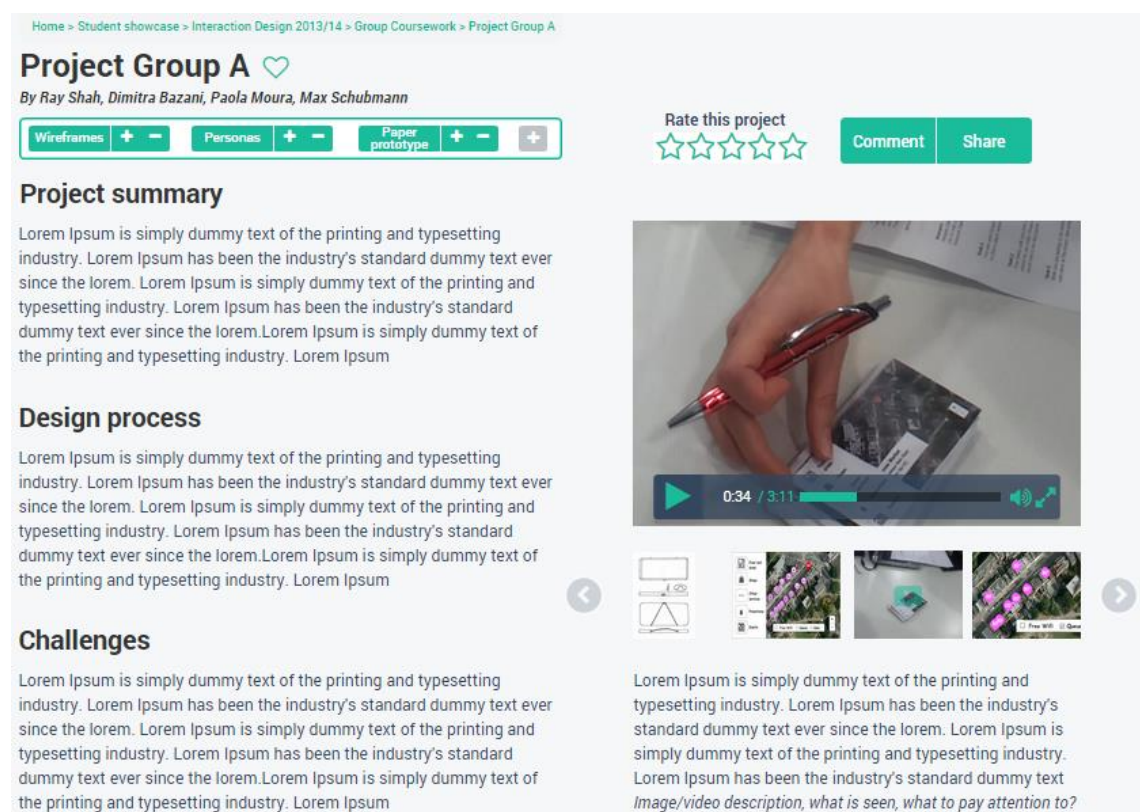 Home > Student showcase > Interaction Design 2013/14 > Group Coursework > Project Group A
Project Group A
By Ray Shah, Dimitra Bazani, Paola Moura, Max Schubmann
Wireframes + − Personas + − Paper prototype + − +
Project summary
Lorem Ipsum is simply dummy text of the printing and typesetting
industry. Lorem Ipsum has been the industry's standard dummy text ever
since the lorem. Lorem Ipsum is simply dummy text of the printing and
typesetting industry. Lorem Ipsum has been the industry's standard
dummy text ever since the lorem.Lorem Ipsum is simply dummy text of
the printing and typesetting industry. Lorem Ipsum
Design process
Lorem Ipsum is simply dummy text of the printing and typesetting
industry. Lorem Ipsum has been the industry's standard dummy text ever
since the lorem. Lorem Ipsum is simply dummy text of the printing and
typesetting industry. Lorem Ipsum has been the industry's standard
dummy text ever since the lorem.Lorem Ipsum is simply dummy text of
the printing and typesetting industry. Lorem Ipsum
Challenges
Lorem Ipsum is simply dummy text of the printing and typesetting
industry. Lorem Ipsum has been the industry's standard dummy text ever
since the lorem. Lorem Ipsum is simply dummy text of the printing and
typesetting industry. Lorem Ipsum has been the industry's standard
dummy text ever since the lorem.Lorem Ipsum is simply dummy text of
the printing and typesetting industry. Lorem Ipsum
Rate this project
Comment Share
0:34 / 3:11
Free Wifi
Lorem Ipsum is simply dummy text of the printing and
typesetting industry. Lorem Ipsum has been the industry's
standard dummy text ever since the lorem. Lorem Ipsum is
simply dummy text of the printing and typesetting industry.
Lorem Ipsum has been the industry's standard dummy text
Image/video description, what is seen, what to pay attention to?